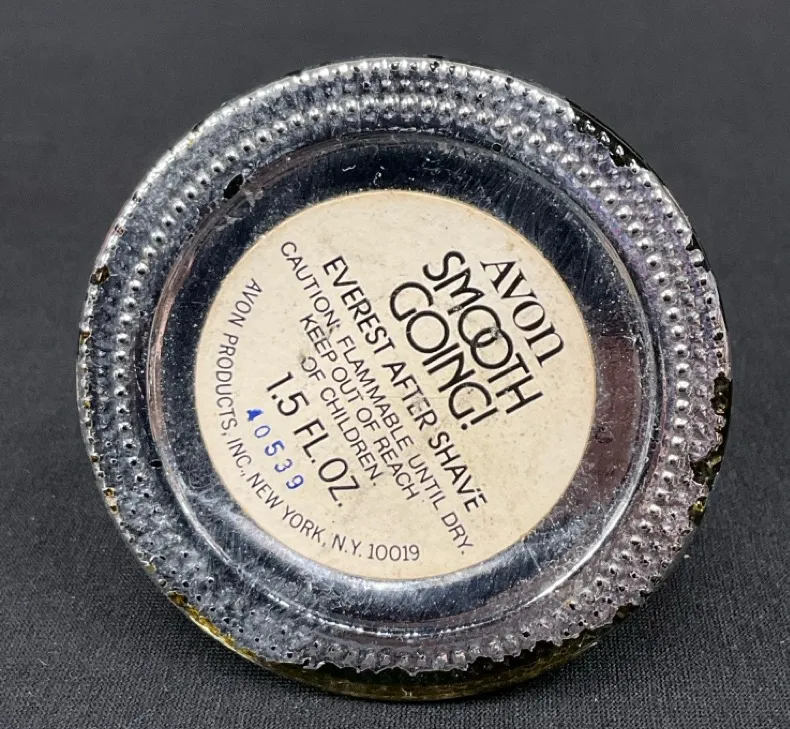 AVON
SMOOTH
GOING!
EVEREST AFTER SHAVE
CAUTION: FLAMMABLE UNTIL DRY.
KEEP OUT OF REACH
OF CHILDREN.
1.5 FL. OZ.
40539
AVON PRODUCTS, INC., NEW YORK, N.Y. 10019